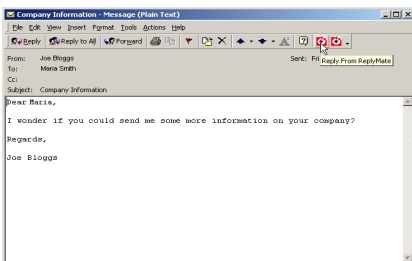 Company Information - Message (Plain Text)
File Edit View Insert Format Tools Actions Help
Reply Reply to All Forward
From: Joe Bloggs Sent: Fri
Reply From ReplyMate
To: Maria Smith
Cc:
Subject: Company Information
Dear Maria,
I wonder if you could send me some more information on your company?
Regards,
Joe Bloggs